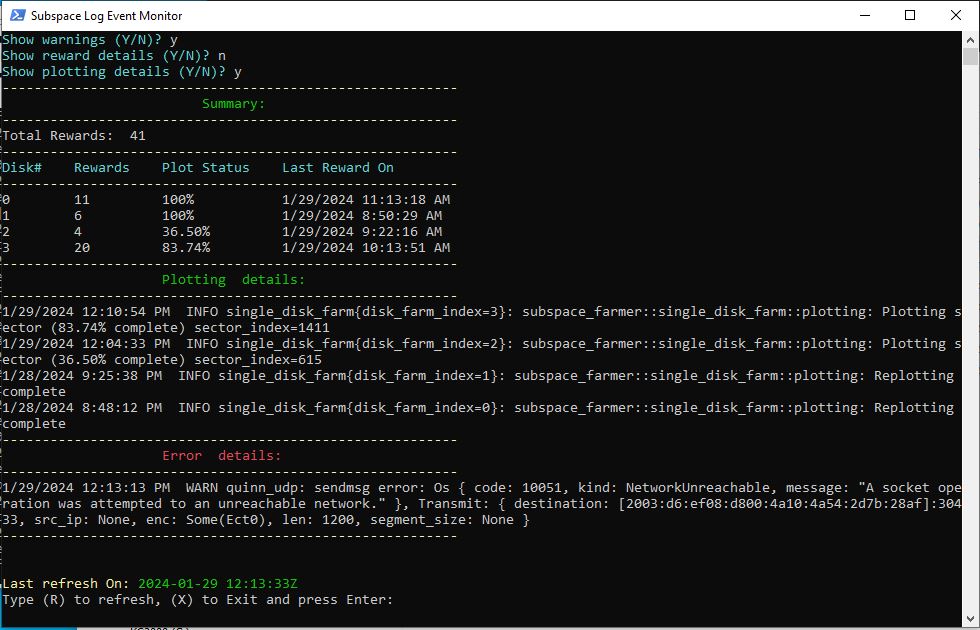 Subspace Log Event Monitor
Show warnings (Y/N)? y
Show reward details (Y/N)? n
Show plotting details (Y/N)? y
---------------------------------------------------------
Summary:
---------------------------------------------------------
Total Rewards:  41
---------------------------------------------------------
Disk#    Rewards    Plot Status    Last Reward On
---------------------------------------------------------
0        11         100%           1/29/2024 11:13:18 AM
1        6          100%           1/29/2024 8:50:29 AM
2        4          36.50%         1/29/2024 9:22:16 AM
3        20         83.74%         1/29/2024 10:13:51 AM
---------------------------------------------------------
Plotting  details:
---------------------------------------------------------
1/29/2024 12:10:54 PM  INFO single_disk_farm{disk_farm_index=3}: subspace_farmer::single_disk_farm::plotting: Plotting s
ector (83.74% complete) sector_index=1411
1/29/2024 12:04:33 PM  INFO single_disk_farm{disk_farm_index=2}: subspace_farmer::single_disk_farm::plotting: Plotting s
ector (36.50% complete) sector_index=615
1/28/2024 9:25:38 PM  INFO single_disk_farm{disk_farm_index=1}: subspace_farmer::single_disk_farm::plotting: Replotting
complete
1/28/2024 8:48:12 PM  INFO single_disk_farm{disk_farm_index=0}: subspace_farmer::single_disk_farm::plotting: Replotting
complete
---------------------------------------------------------
Error  details:
---------------------------------------------------------
1/29/2024 12:13:13 PM  WARN quinn_udp: sendmsg error: Os { code: 10051, kind: NetworkUnreachable, message: "A socket ope
ration was attempted to an unreachable network." }, Transmit: { destination: [2003:d6:ef08:d800:4a10:4a54:2d7b:28af]:304
33, src_ip: None, enc: Some(Ect0), len: 1200, segment_size: None }
---------------------------------------------------------
Last refresh On: 2024-01-29 12:13:33Z
Type (R) to refresh, (X) to Exit and press Enter: